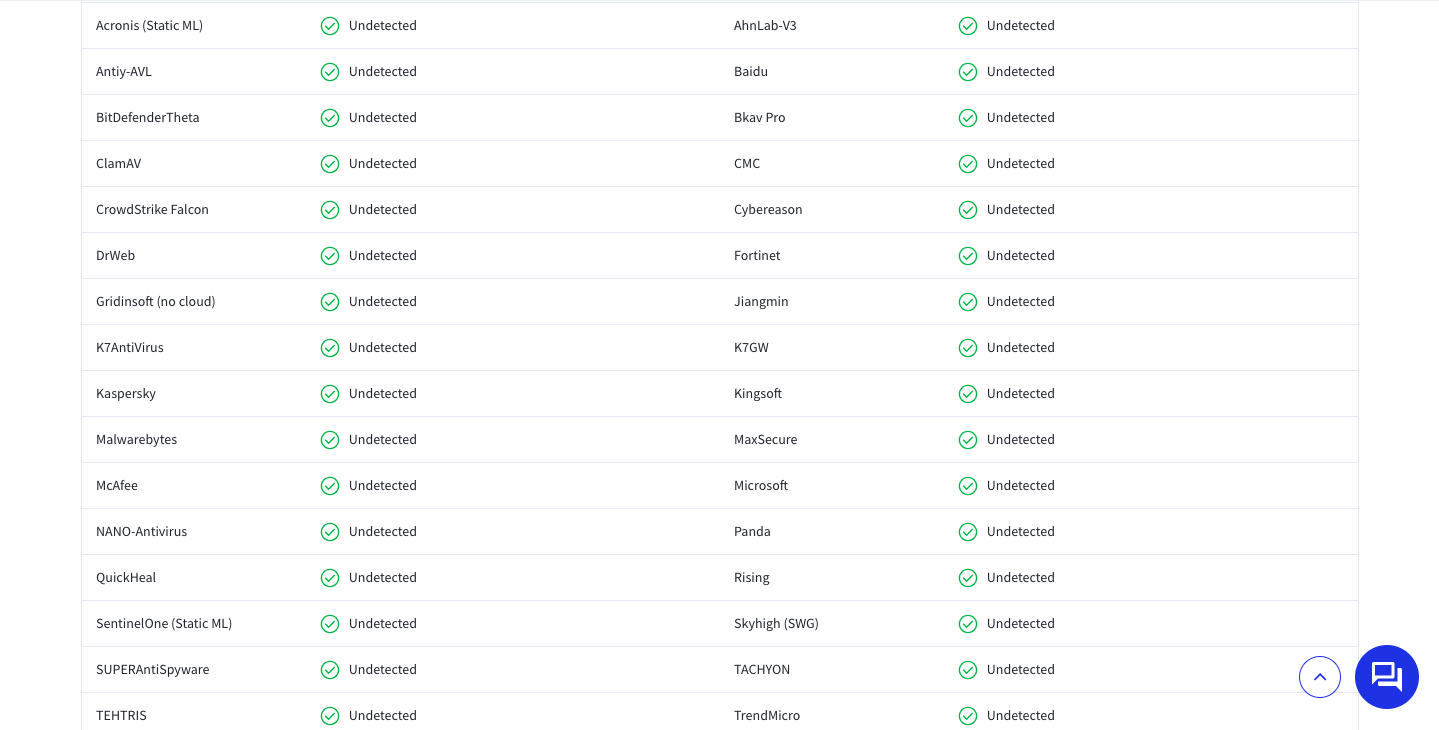 Acronis (Static ML) Undetected AhnLab-V3 Undetected
Antiy-AVL Undetected Baidu Undetected
BitDefenderTheta Undetected Bkav Pro Undetected
ClamAV Undetected CMC Undetected
CrowdStrike Falcon Undetected Cybereason Undetected
DrWeb Undetected Fortinet Undetected
Gridinsoft (no cloud) Undetected Jiangmin Undetected
K7AntiVirus Undetected K7GW Undetected
Kaspersky Undetected Kingsoft Undetected
Malwarebytes Undetected MaxSecure Undetected
McAfee Undetected Microsoft Undetected
NANO-Antivirus Undetected Panda Undetected
QuickHeal Undetected Rising Undetected
SentinelOne (Static ML) Undetected Skyhigh (SWG) Undetected
SUPERAntiSpyware Undetected TACHYON Undetected
TEHTRIS Undetected TrendMicro Undetected